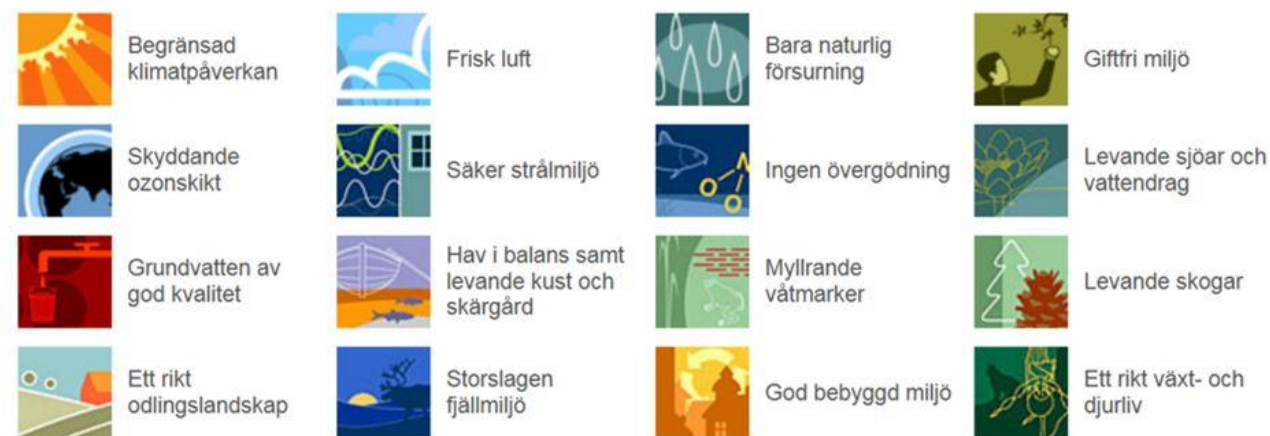 Begränsad
klimatpåverkan
Frisk luft
Bara naturlig
försurning
Giftfri miljö
Skyddande
ozonskikt
Säker strålmiljö
Ingen övergödning
Levande sjöar och
vattendrag
Grundvatten av
god kvalitet
Hav i balans samt
levande kust och
skärgård
Myllrande
våtmarker
Levande skogar
Ett rikt
odlingslandskap
Storslagen
fjällmiljö
God bebyggd miljö
Ett rikt växt- och
djurliv